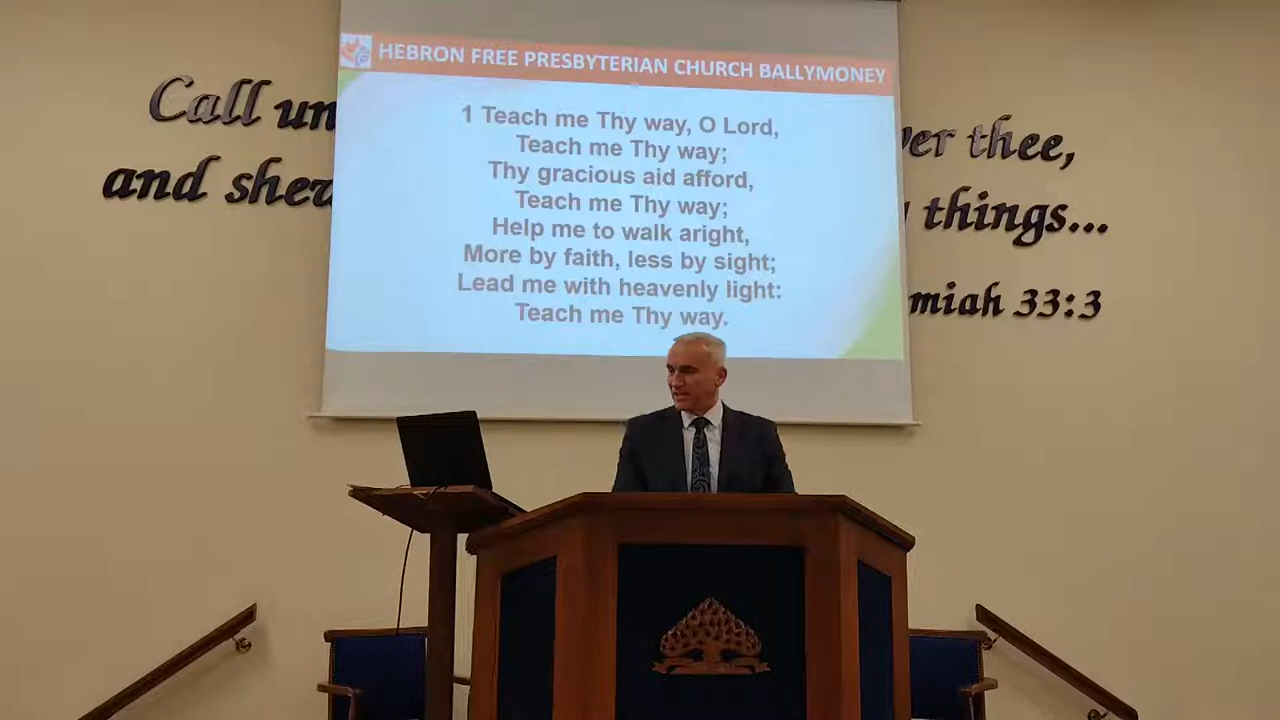 HEBRON FREE PRESBYTERIAN CHURCH BALLYMONEY
1 Teach me Thy way, O Lord,
Teach me Thy way;
Thy gracious aid afford,
Teach me Thy way;
Help me to walk aright,
More by faith, less by sight;
Lead me with heavenly light:
Teach me Thy way.
Call un
er thee,
and shew
things...
miah 33:3